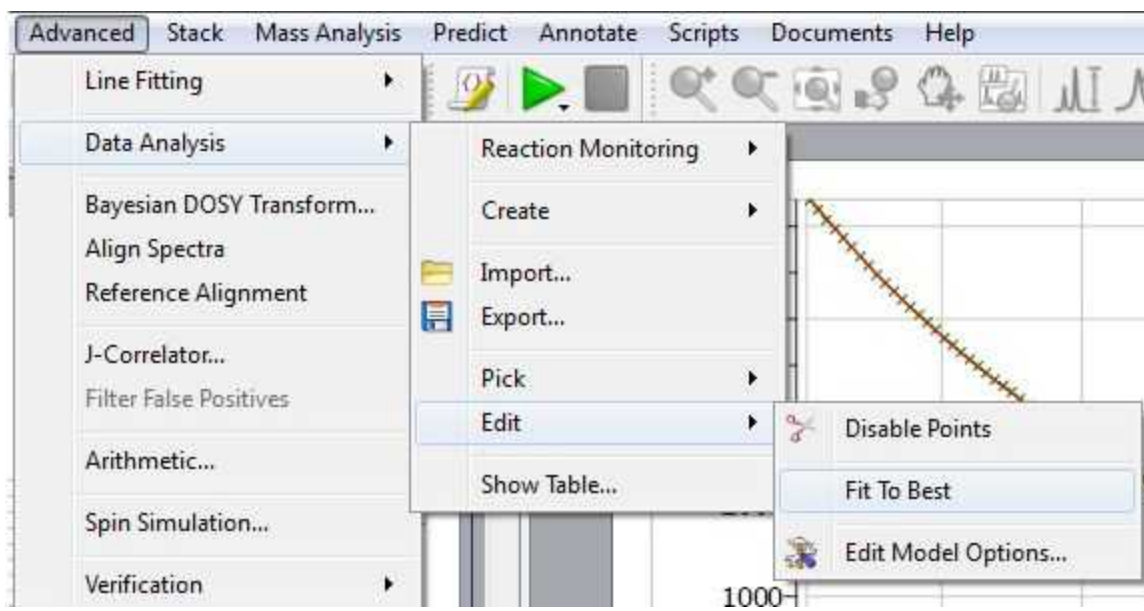 Advanced Stack Mass Analysis Predict Annotate Scripts Documents Help
Line Fitting
Data Analysis
Bayesian DOSY Transform...
Align Spectra
Reference Alignment
J-Correlator...
Filter False Positives
Arithmetic...
Spin Simulation...
Verification
Reaction Monitoring
Create
Import...
Export...
Pick
Edit
Show Table...
Disable Points
Fit To Best
Edit Model Options...
1000